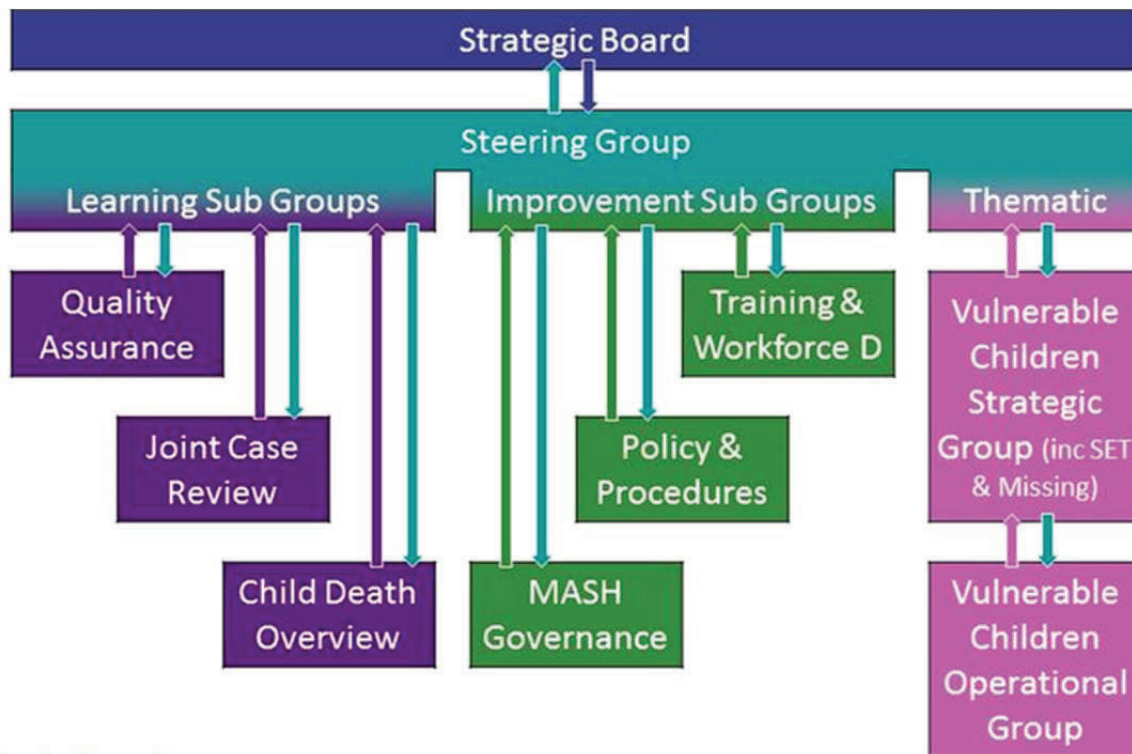 Strategic Board
Steering Group
Learning Sub Groups
Improvement Sub Groups
Thematic
Quality
Assurance
Training &
Workforce D
Vulnerable
Children
Strategic
Group (inc SET
& Missing)
Joint Case
Review
Policy &
Procedures
Child Death
Overview
MASH
Governance
Vulnerable
Children
Operational
Group